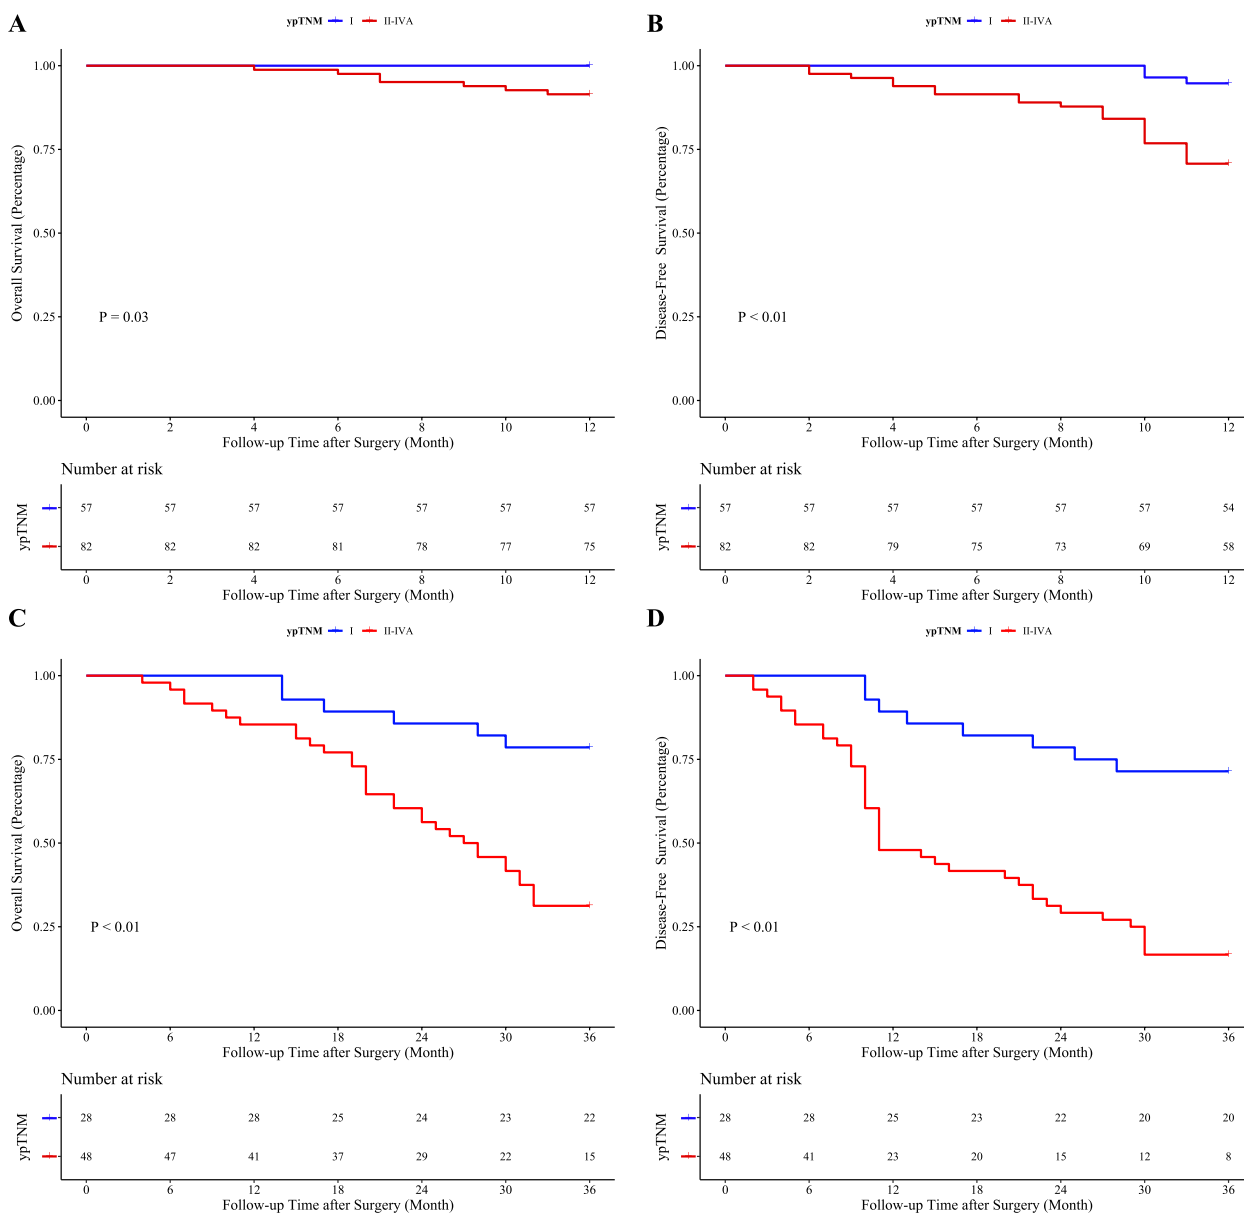 A
ypTNM I II-IVA
Overall Survival (Percentage)
1.00
0.75
0.50
0.25
0.00
P = 0.03
0 2 4 6 8 10 12
Follow-up Time after Surgery (Month)
Number at risk
ypTNM
57 57 57 57 57 57 57
82 82 82 81 78 77 75
0 2 4 6 8 10 12
Follow-up Time after Surgery (Month)
B
ypTNM I II-IVA
Disease-Free Survival (Percentage)
1.00
0.75
0.50
0.25
0.00
P < 0.01
0 2 4 6 8 10 12
Follow-up Time after Surgery (Month)
Number at risk
ypTNM
57 57 57 57 57 57 54
82 82 79 75 73 69 58
0 2 4 6 8 10 12
Follow-up Time after Surgery (Month)
C
ypTNM I II-IVA
Overall Survival (Percentage)
1.00
0.75
0.50
0.25
0.00
P < 0.01
0 6 12 18 24 30 36
Follow-up Time after Surgery (Month)
Number at risk
ypTNM
28 28 28 25 24 23 22
48 47 41 37 29 22 15
0 6 12 18 24 30 36
Follow-up Time after Surgery (Month)
D
ypTNM I II-IVA
Disease-Free Survival (Percentage)
1.00
0.75
0.50
0.25
0.00
P < 0.01
0 6 12 18 24 30 36
Follow-up Time after Surgery (Month)
Number at risk
ypTNM
28 28 25 23 22 20 20
48 41 23 20 15 12 8
0 6 12 18 24 30 36
Follow-up Time after Surgery (Month)